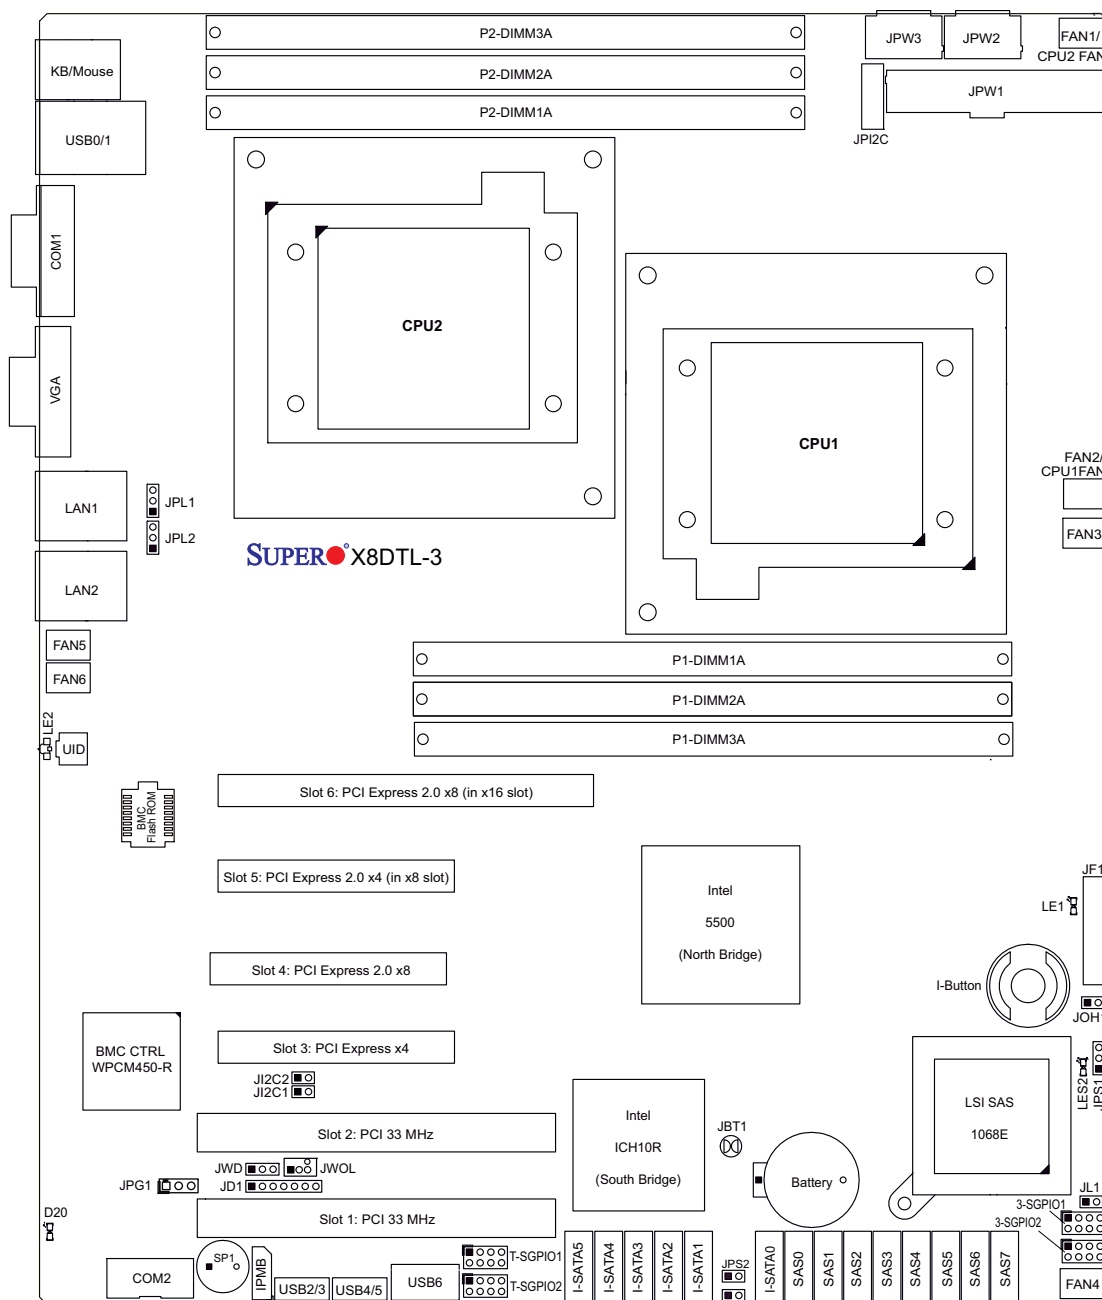 P2-DIMM3A
P2-DIMM2A
P2-DIMM1A
JPW3
JPW2
FAN1/
CPU2 FAN
JPW1
JPI2C
KB/Mouse
USB0/1
COM1
VGA
CPU2
CPU1
FAN2/
CPU1FAN
FAN3
LAN1
JPL1
JPL2
LAN2
SUPER X8DTL-3
FAN5
FAN6
P1-DIMM1A
P1-DIMM2A
P1-DIMM3A
LE2
UID
BMC
Flash ROM
Slot 6: PCI Express 2.0 x8 (in x16 slot)
Slot 5: PCI Express 2.0 x4 (in x8 slot)
Slot 4: PCI Express 2.0 x8
Slot 3: PCI Express x4
Intel
5500
(North Bridge)
JF1
LE1
I-Button
JOH1
BMC CTRL
WPCM450-R
JI2C2
JI2C1
Slot 2: PCI 33 MHz
JWD
JWOL
JPG1
JD1
Slot 1: PCI 33 MHz
Intel
ICH10R
(South Bridge)
JBT1
Battery
LSI SAS
1068E
LES2
JPS1
JL1
3-SGPIO1
3-SGPIO2
FAN4
D20
COM2
SP1
IPMB
USB2/3
USB4/5
USB6
T-SGPIO1
T-SGPIO2
I-SATA5
I-SATA4
I-SATA3
I-SATA2
I-SATA1
JPS2
I-SATA0
SAS0
SAS1
SAS2
SAS3
SAS4
SAS5
SAS6
SAS7